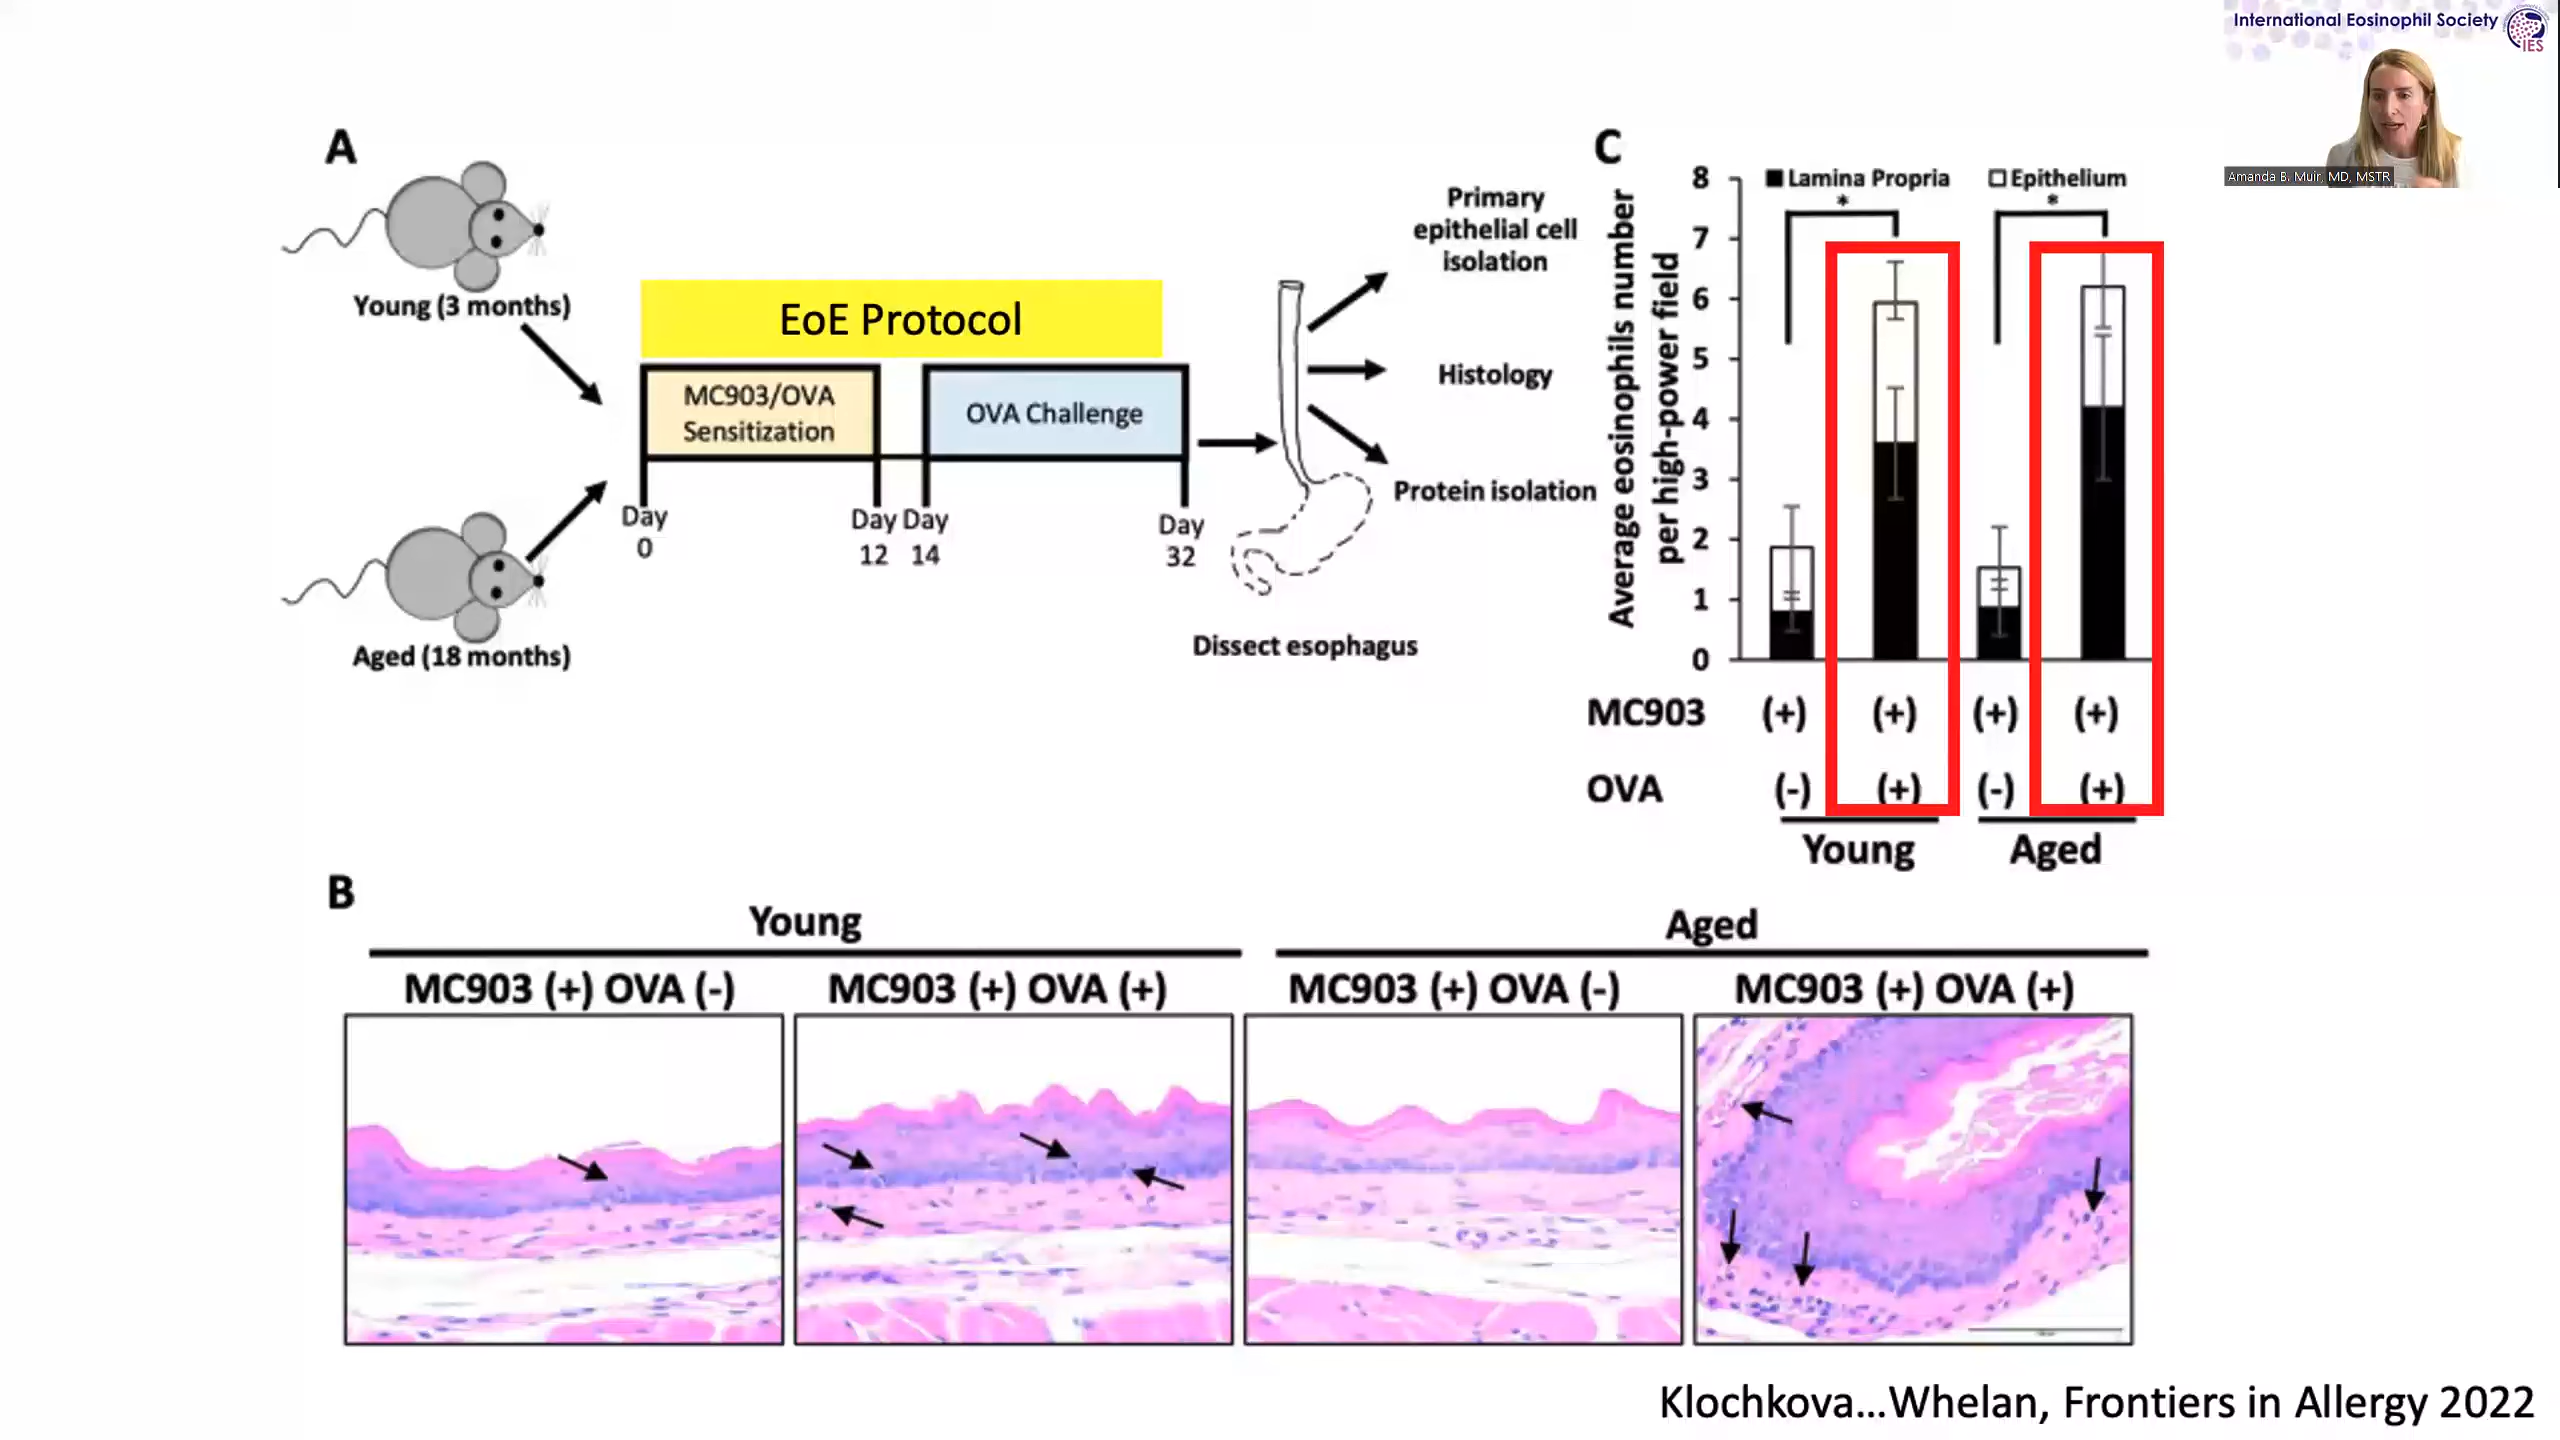 International Eosinophil Society
IES
Amanda B. Muir, MD, MSTR
A
Young (3 months)
Aged (18 months)
EoE Protocol
MC903/OVA
Sensitization
OVA Challenge
Day
0
Day
12
Day
14
Day
32
Primary
epithelial cell
isolation
Histology
Protein isolation
Dissect esophagus
C
Average eosinophils number
per high-power field
8
7
6
5
4
3
2
1
0
Lamina Propria
Epithelium
*
*
MC903 (+) (+) (+) (+)
OVA (-) (+) (-) (+)
Young
Aged
B
Young
Aged
MC903 (+) OVA (-)
MC903 (+) OVA (+)
MC903 (+) OVA (-)
MC903 (+) OVA (+)
Klochkova...Whelan, Frontiers in Allergy 2022